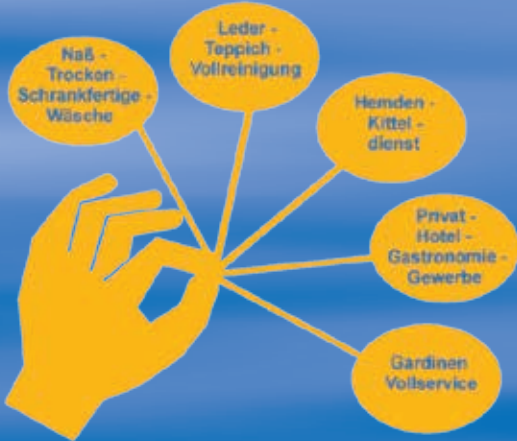 Naß -
Trocken -
Schrankfertige -
Wäsche
Leder -
Teppich -
Vollreinigung
Hemden -
Kittel -
dienst
Privat -
Hotel -
Gastronomie -
Gewerbe
Gardinen
Vollservice